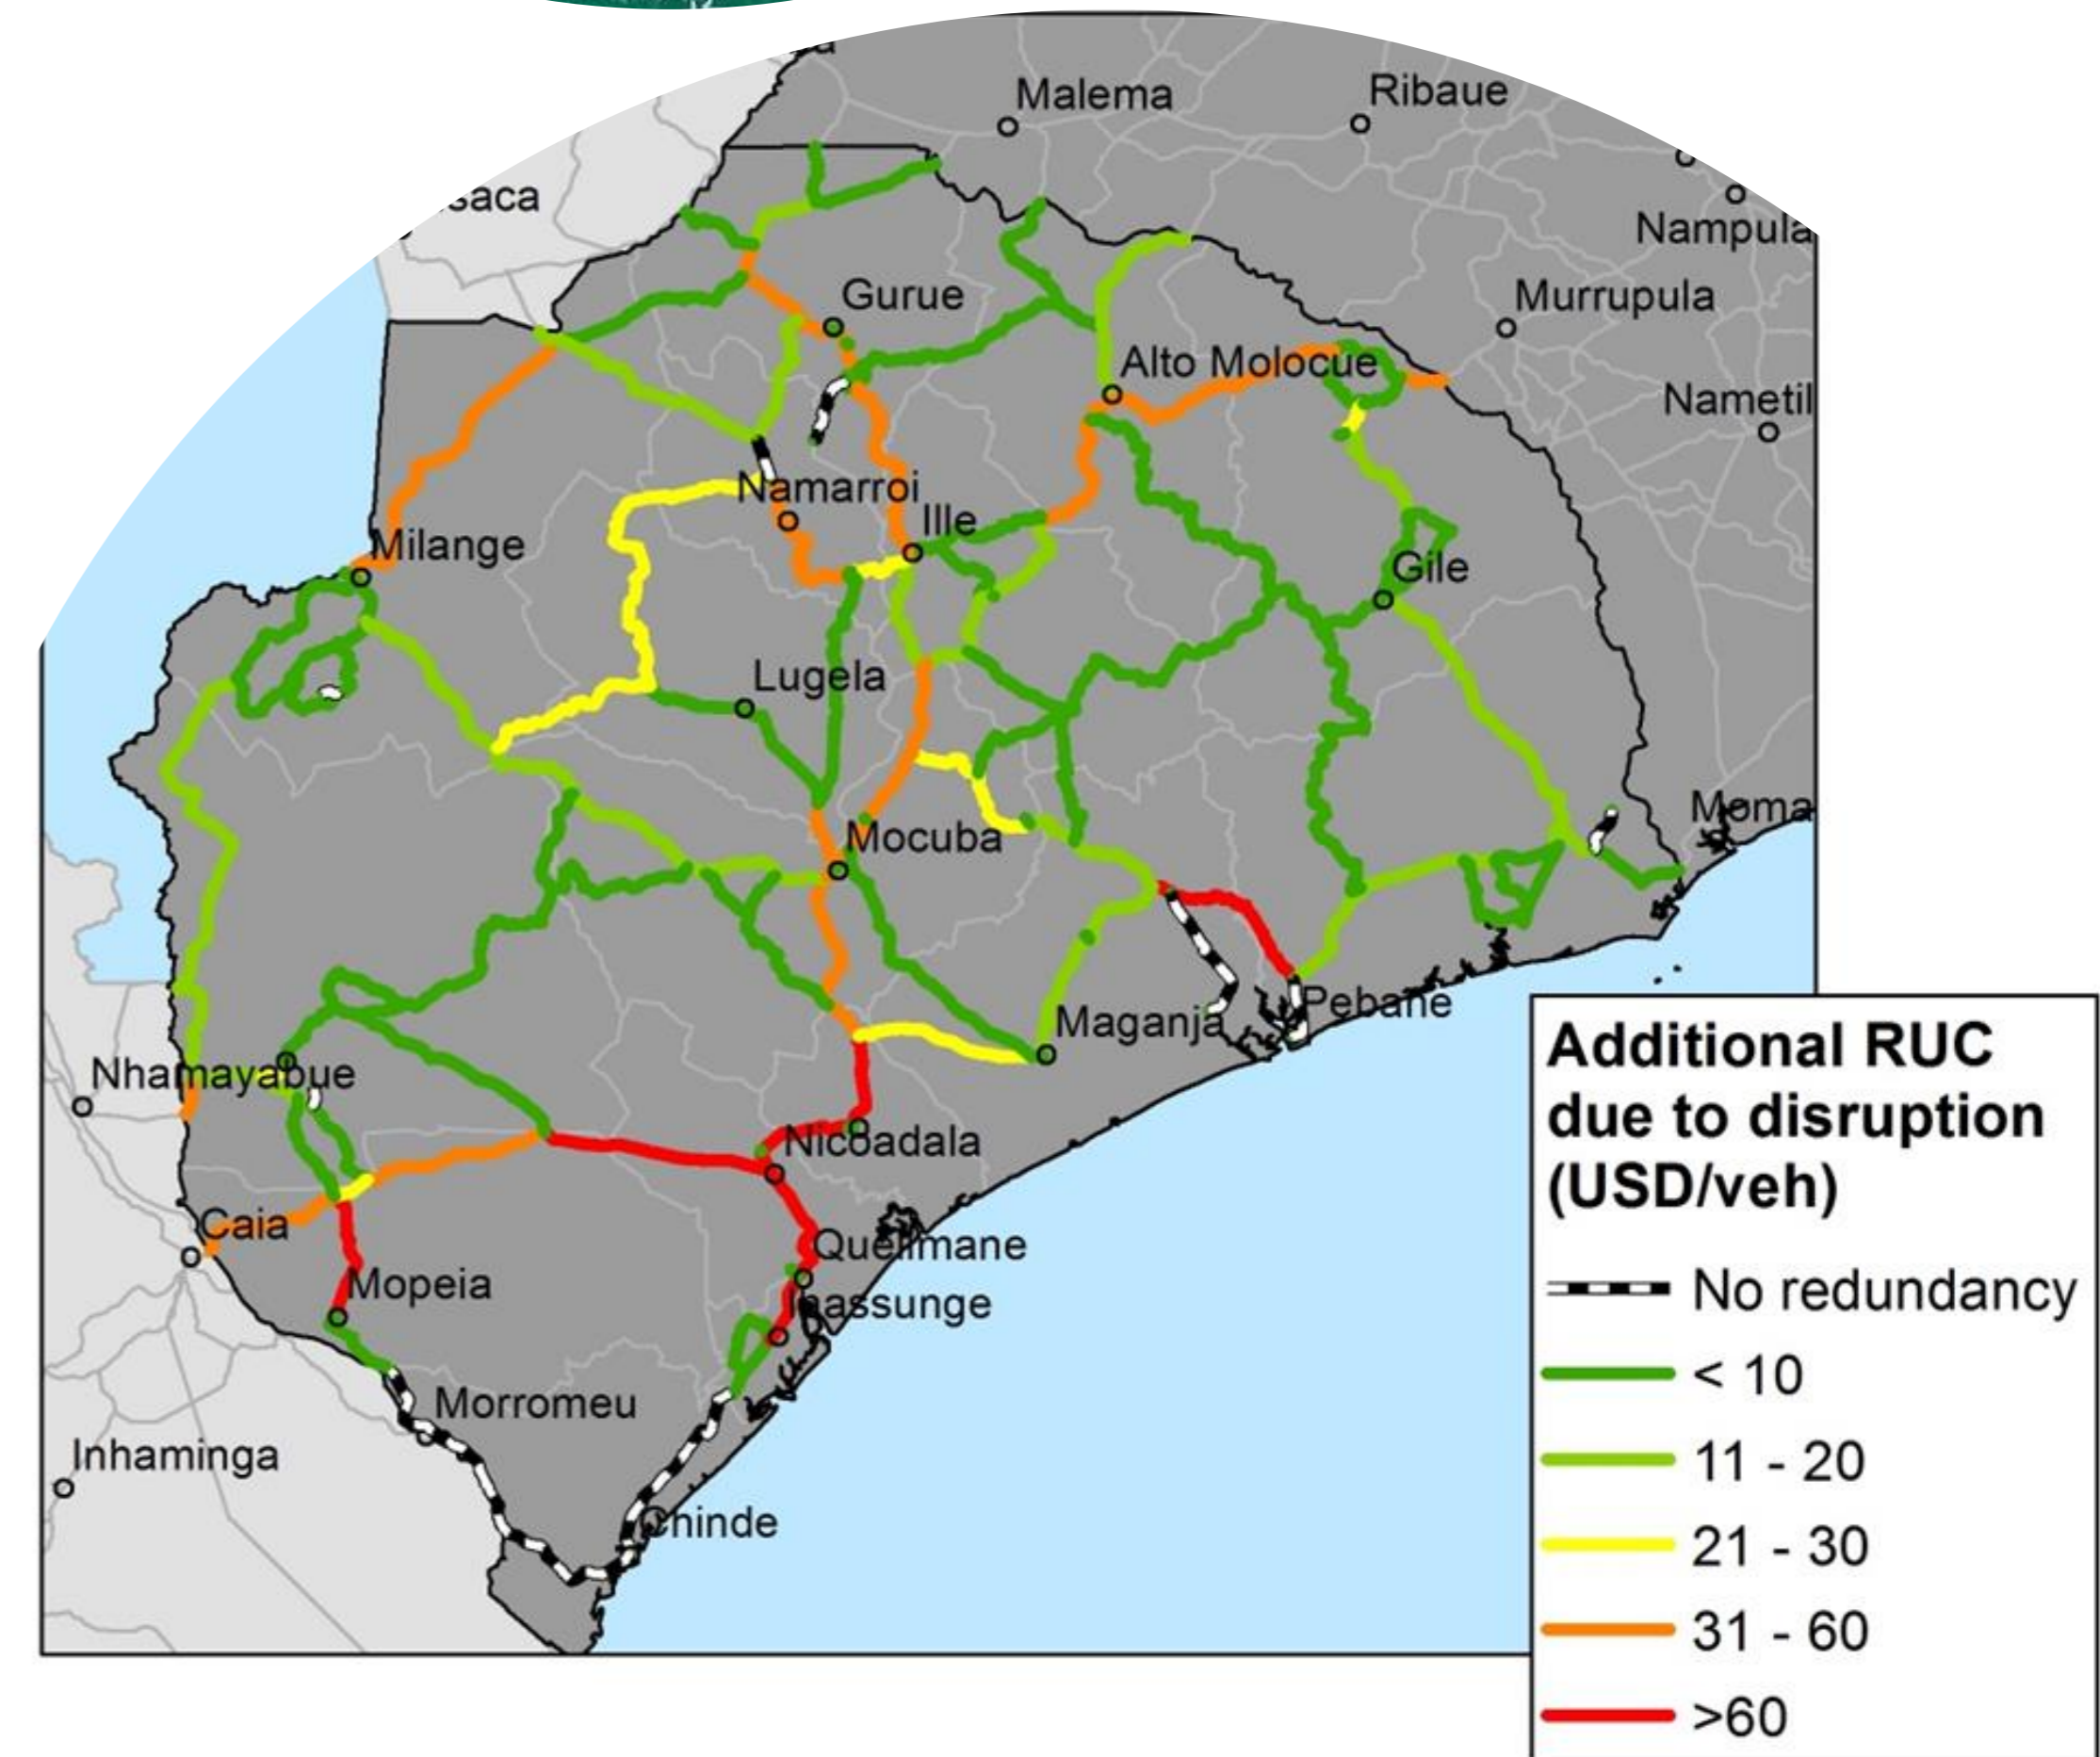 Malema
Ribaue
saca
Nampula
Gurue
Murrupula
Alto Molocue
Nametil
Namarroi
Ille
Milange
Gile
Lugela
Moma
Mocuba
Pebane
Maganja
Nhamayabue
Nicoadala
Caia
Quelimane
Mopeia
Inassunge
Morromeu
Inhaminga
Chinde
Additional RUC
due to disruption
(USD/veh)
No redundancy
< 10
11 - 20
21 - 30
31 - 60
>60